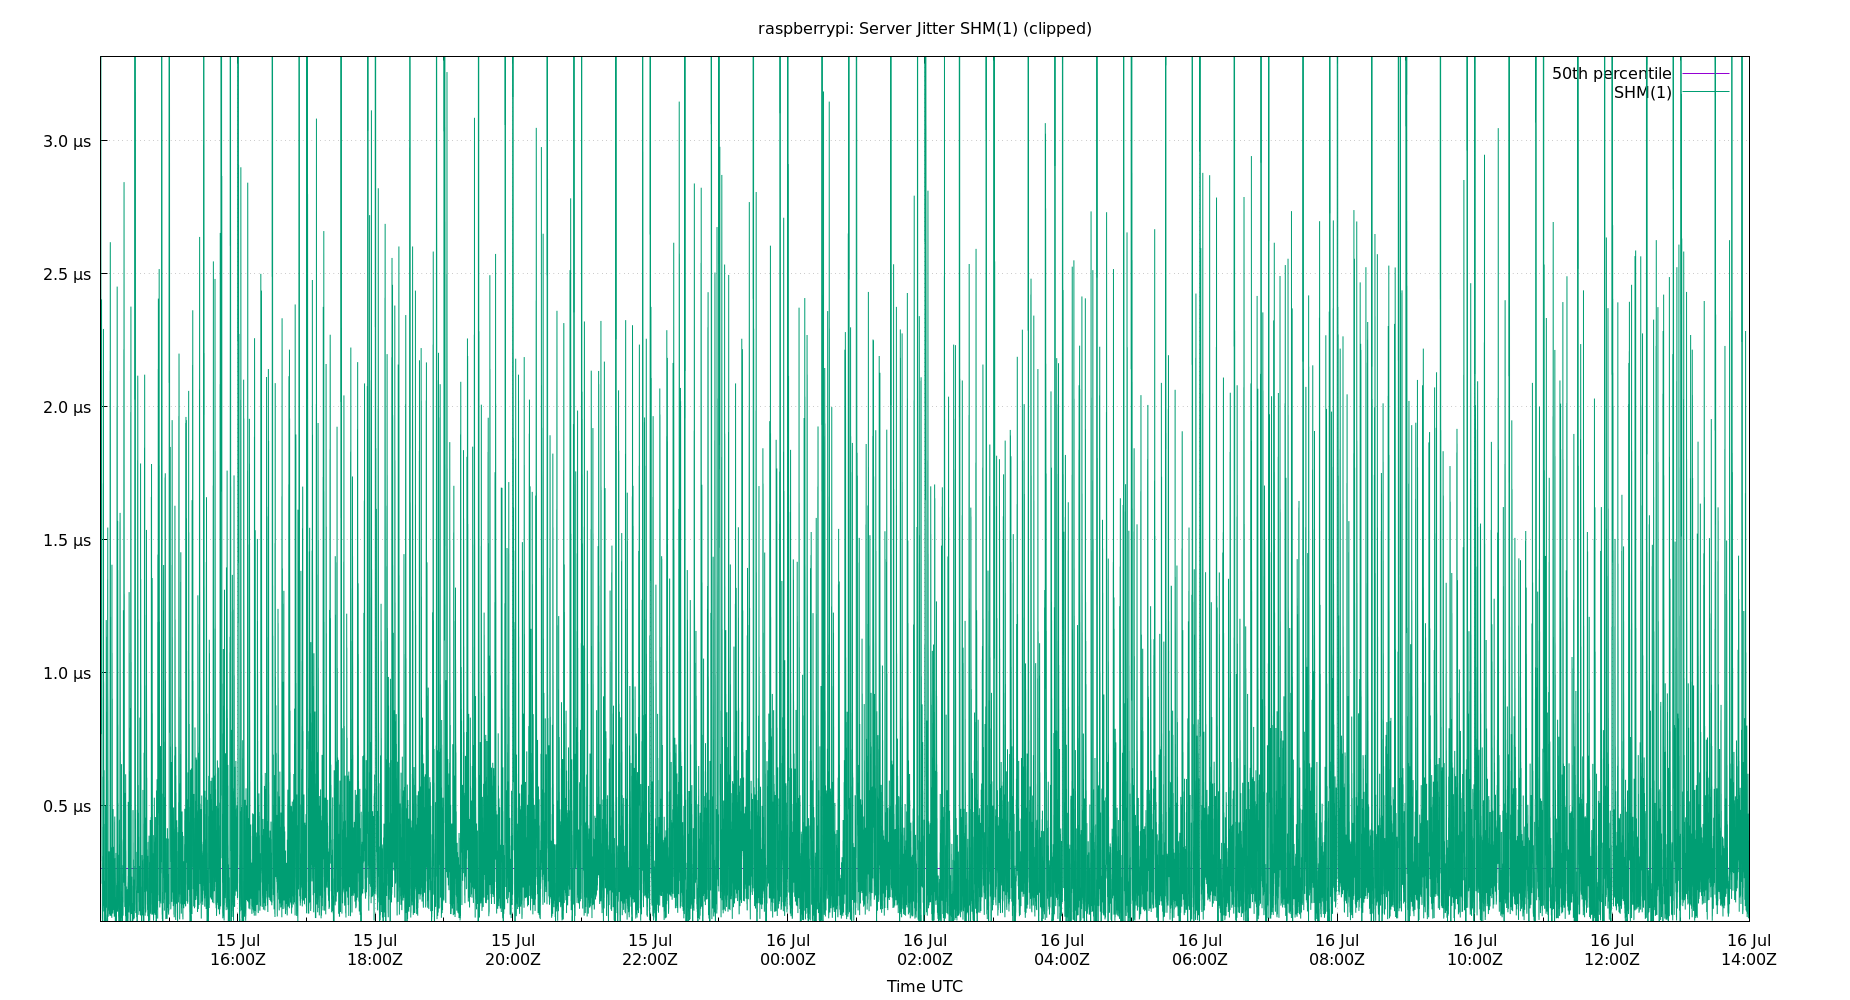 raspberrypi: Server Jitter SHM(1) (clipped)
50th percentile
SHM(1)
3.0 µs
2.5 µs
2.0 µs
1.5 µs
1.0 µs
0.5 µs
15 Jul 15 Jul 15 Jul 15 Jul 16 Jul 16 Jul 16 Jul 16 Jul 16 Jul 16 Jul 16 Jul 16 Jul
16:00Z 18:00Z 20:00Z 22:00Z 00:00Z 02:00Z 04:00Z 06:00Z 08:00Z 10:00Z 12:00Z 14:00Z
Time UTC